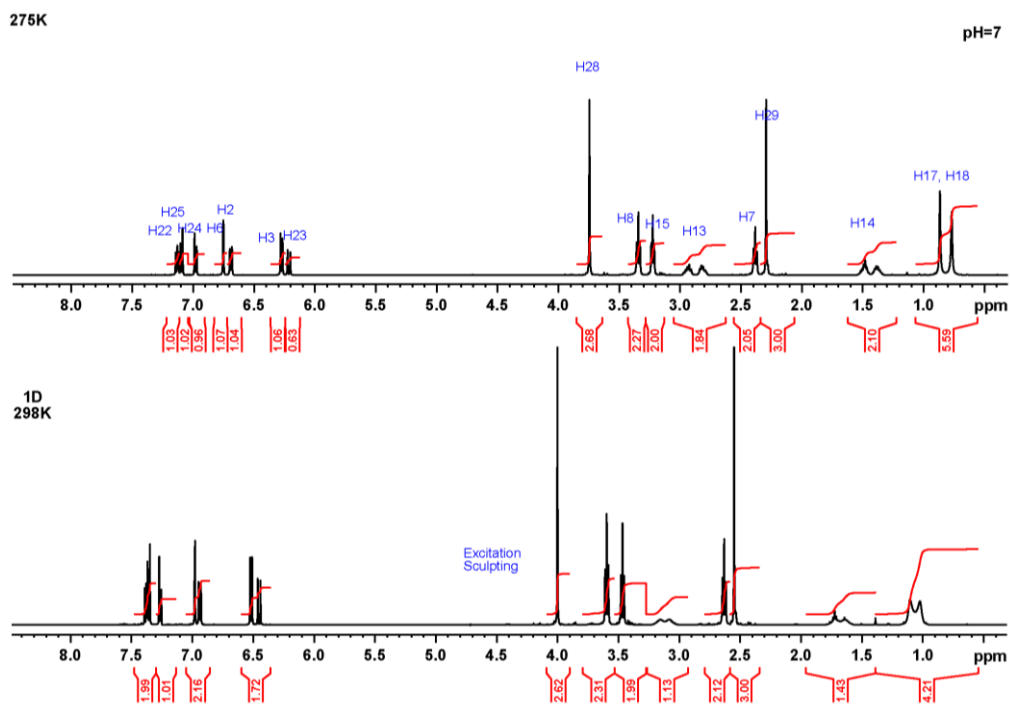 275K
pH=7
H28
H29
H25
H2
H22
H24
H6
H3
H23
H8
H15
H13
H7
H14
H17, H18
8.0 7.5 7.0 6.5 6.0 5.5 5.0 4.5 4.0 3.5 3.0 2.5 2.0 1.5 1.0 ppm
1.03 1.02 0.96 1.07 1.04 1.06 0.63 2.68 2.27 2.00 1.84 2.05 3.00 2.10 5.59
1D
298K
Excitation
Sculpting
8.0 7.5 7.0 6.5 6.0 5.5 5.0 4.5 4.0 3.5 3.0 2.5 2.0 1.5 1.0 ppm
1.99 1.01 2.16 1.72 2.62 2.31 1.99 1.13 2.12 3.00 1.43 4.21